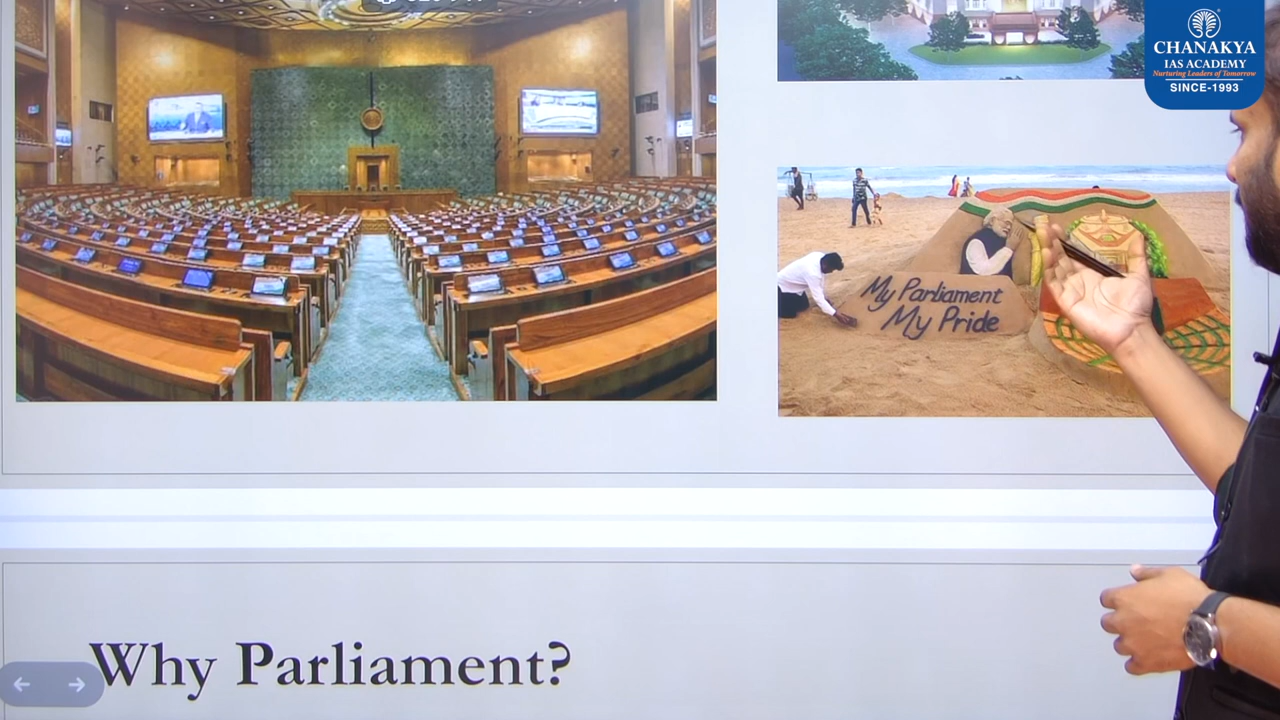 CHANAKYA
IAS ACADEMY
Nurturing Leaders of Tomorrow
SINCE-1993
My Parliament
My Pride
Why Parliament?